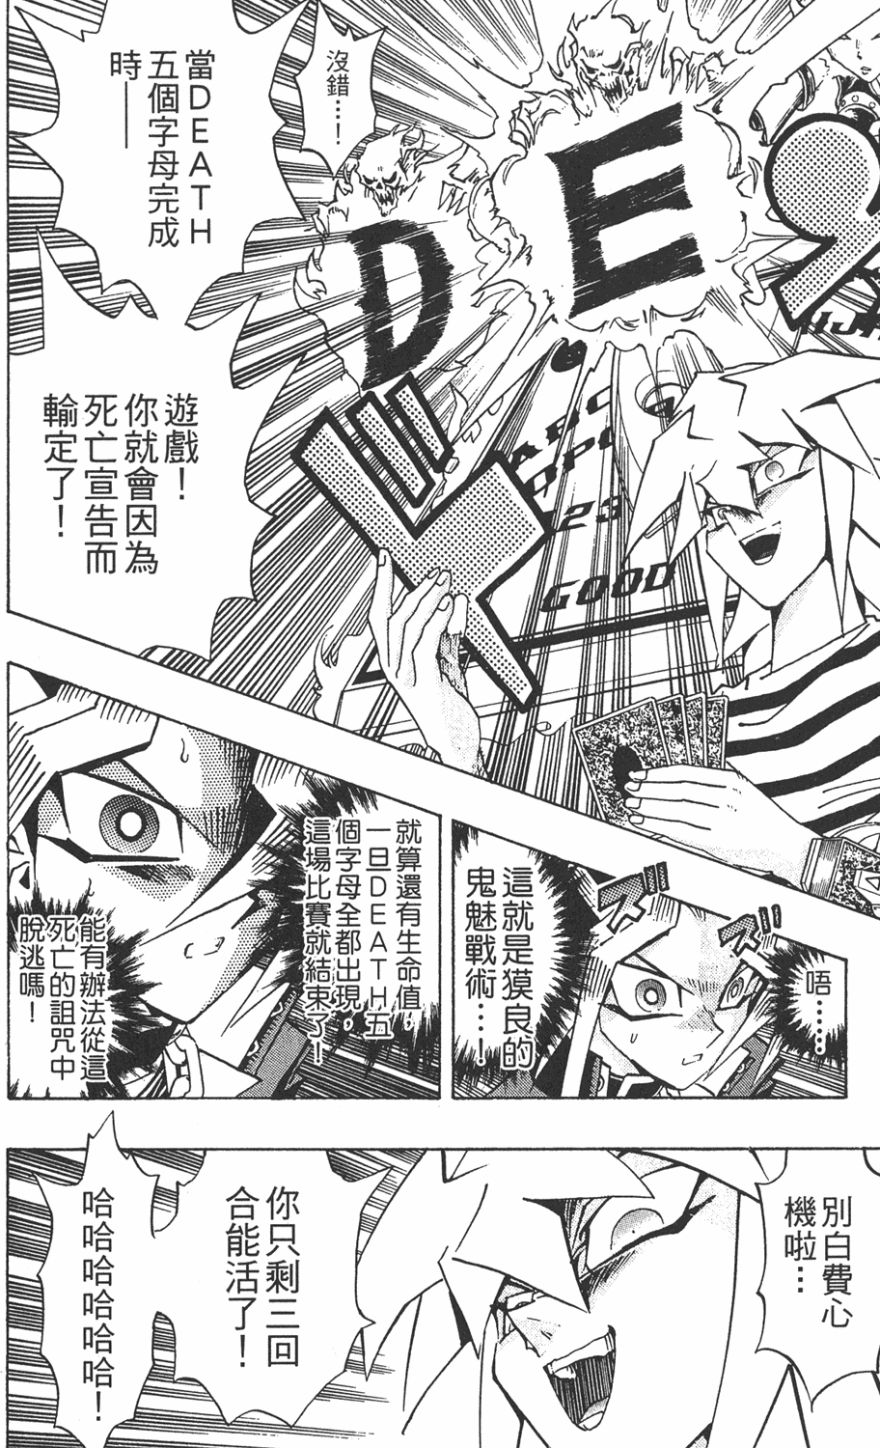 D
E
ABC
OPQ
123
GOOD
沒錯…！
當DEATH
五個字母完成
時——
遊戲！
你就會因為
死亡宣告而
輸定了！
唔……
這就是獏良的
鬼魅戰術…！
就算還有生命值，
一旦DEATH五
個字母全都出現，
這場比賽就結束了！
能有辦法從這
死亡的詛咒中
脫逃嗎！
別白費心
機啦…
你只剩三回
合能活了！
哈哈哈哈哈哈！